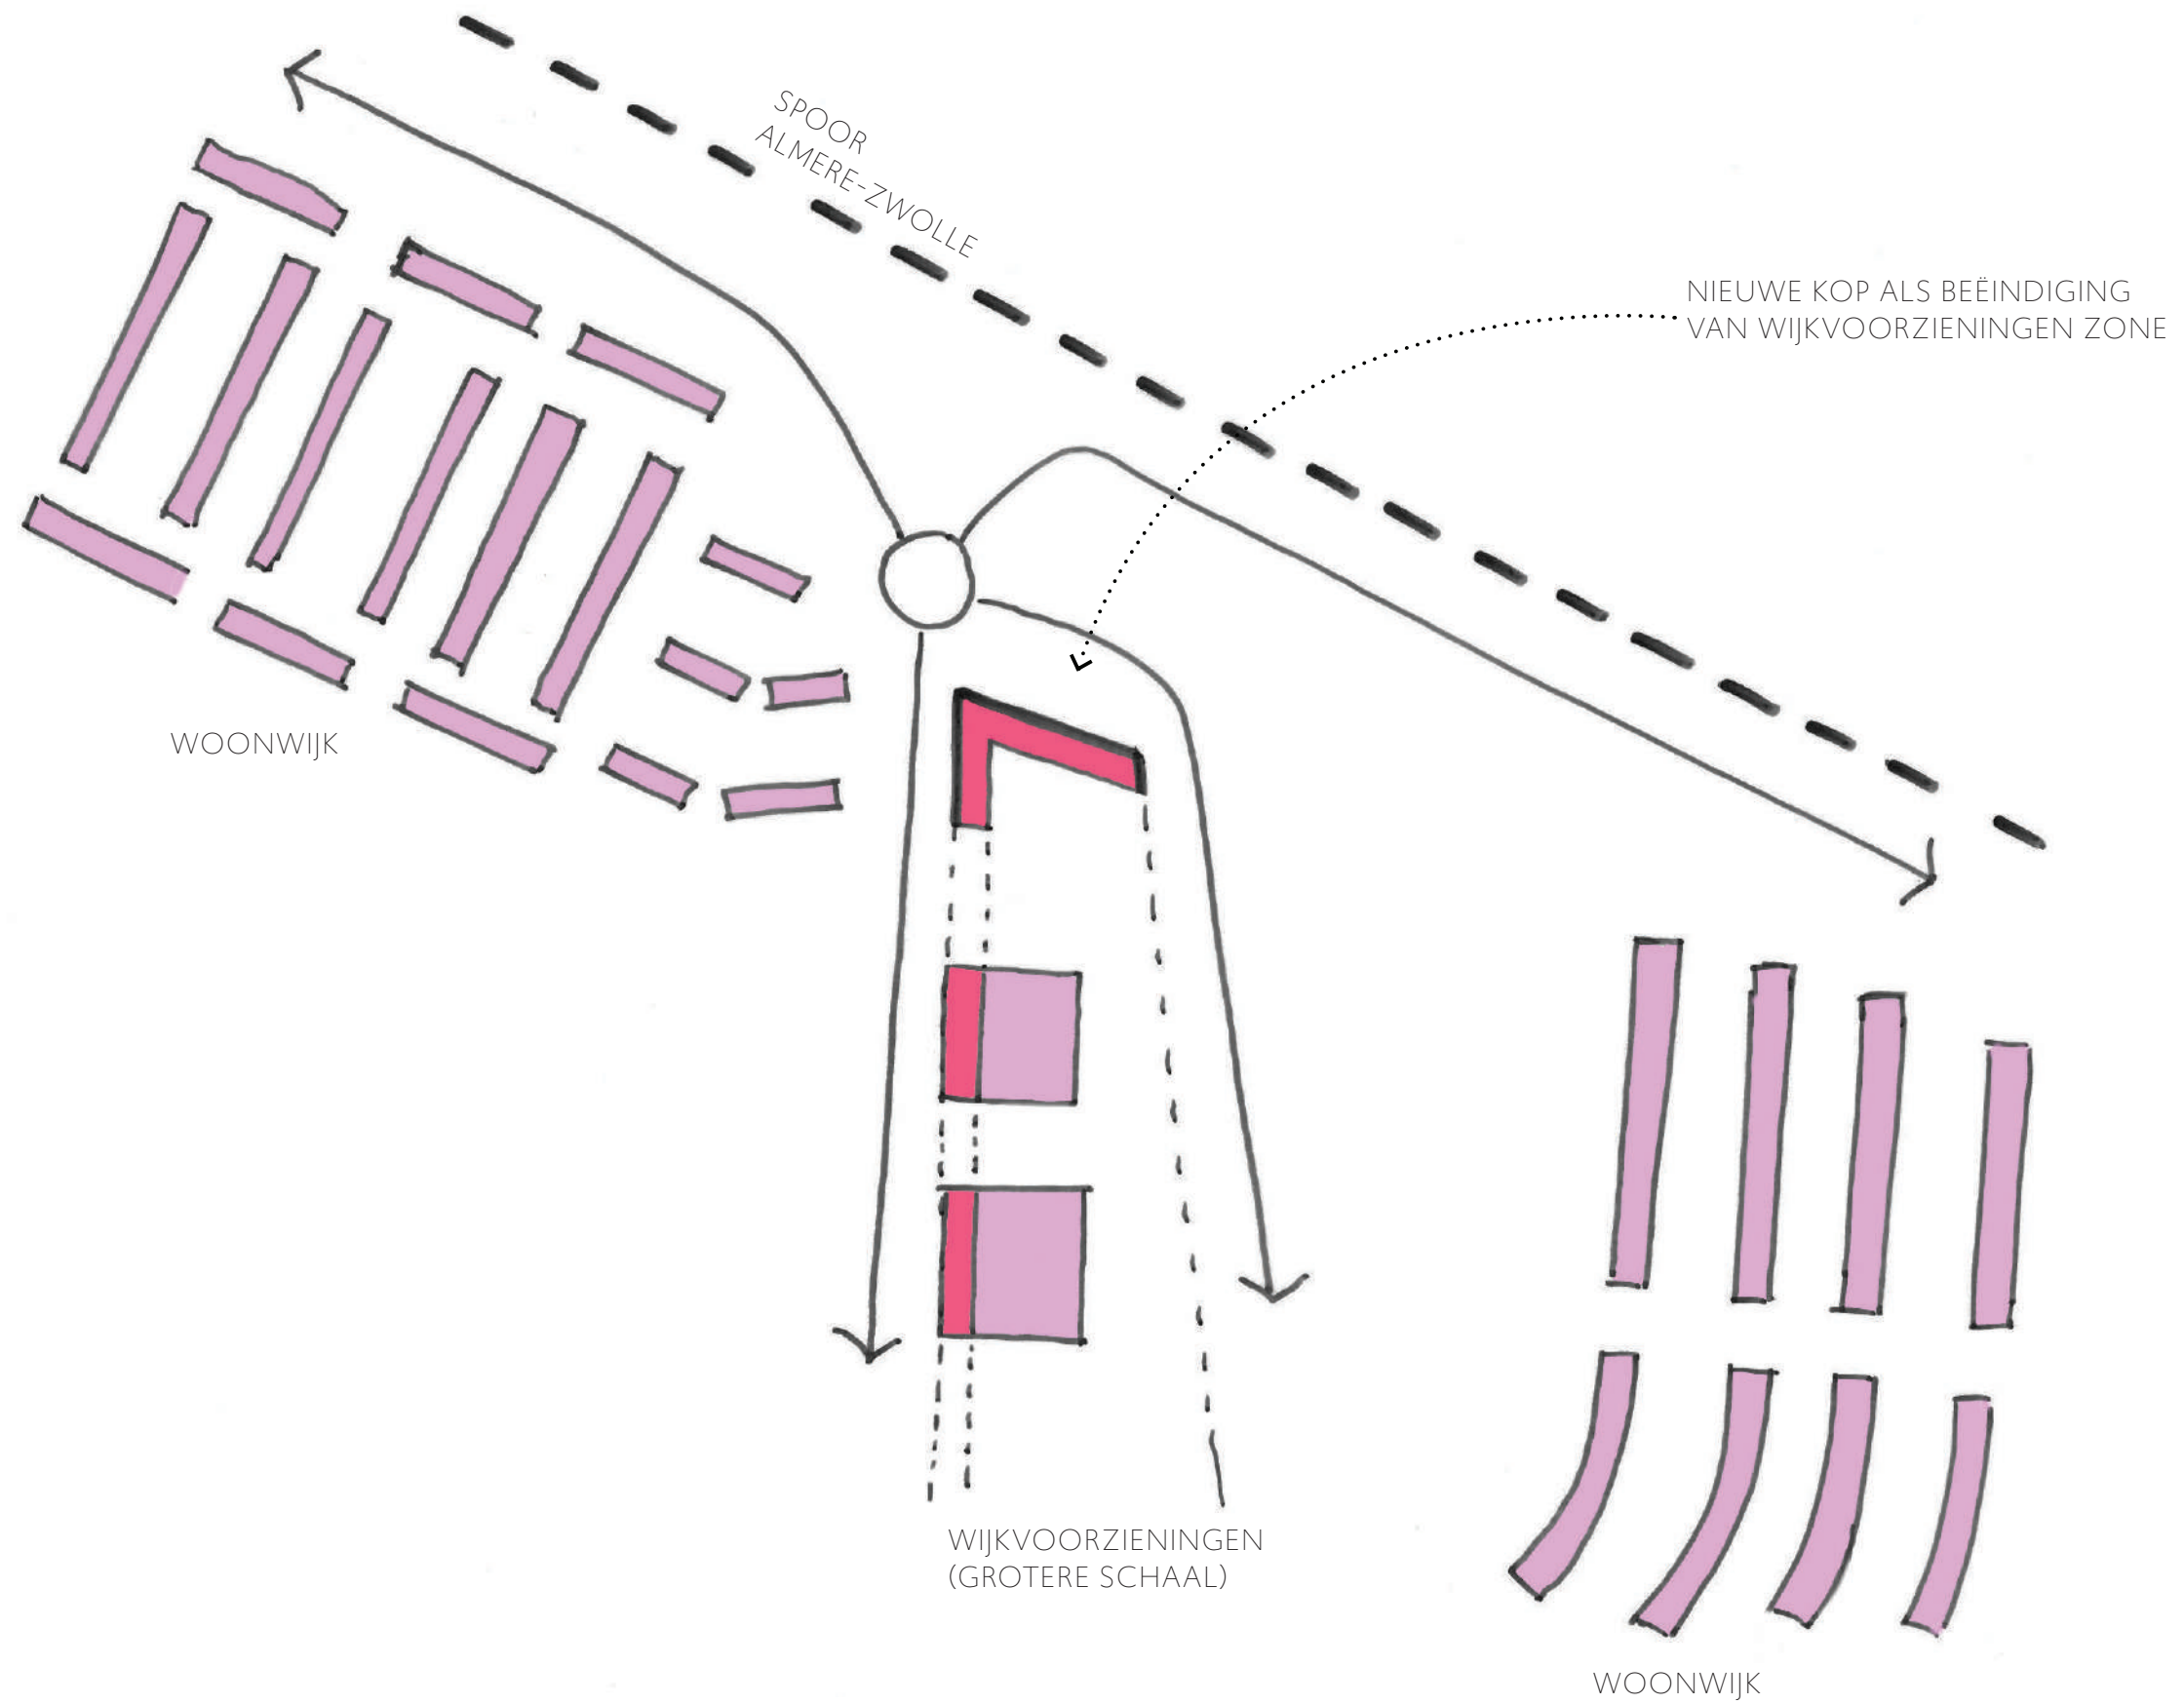 SPOOR
ALMERE-ZWOLLE
NIEUWE KOP ALS BEËINDIGING
VAN WIJKVOORZIENINGEN ZONE
WOONWIJK
WIJKVOORZIENINGEN
(GROTERE SCHAAL)
WOONWIJK